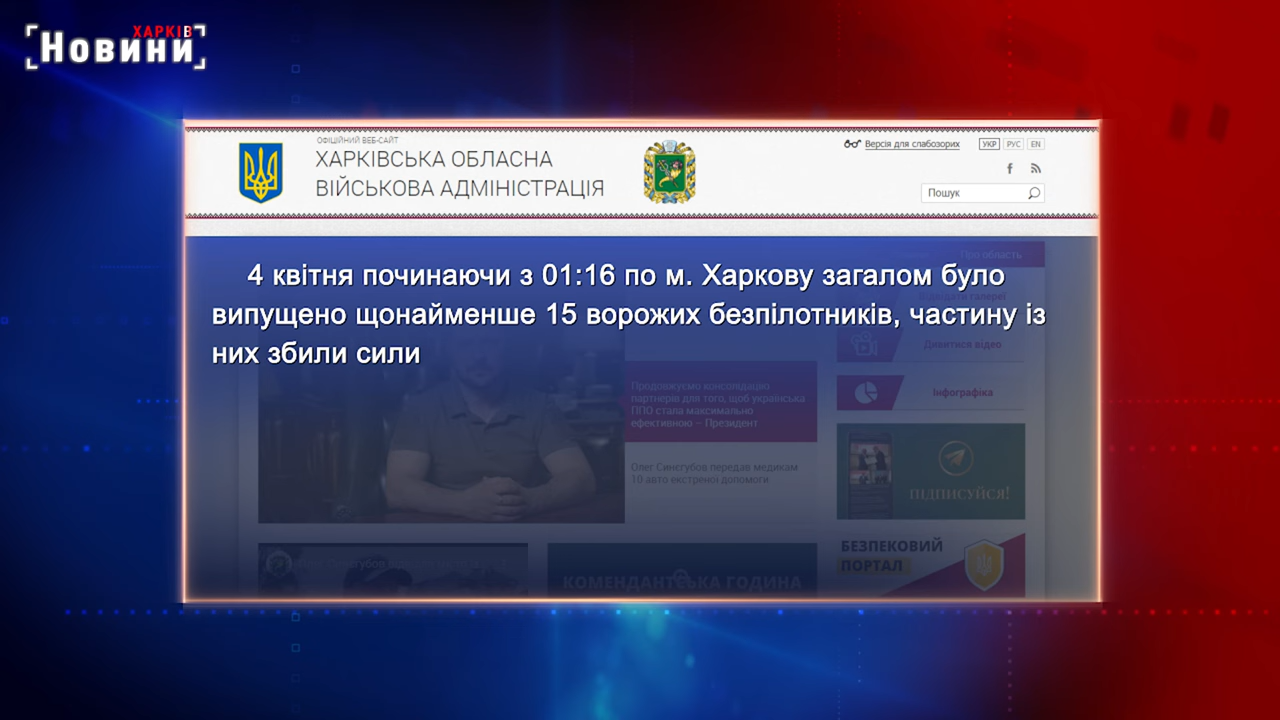 ХАРКІВ
Новини
ОФІЦІЙНИЙ ВЕБ-САЙТ
ХАРКІВСЬКА ОБЛАСНА
ВІЙСЬКОВА АДМІНІСТРАЦІЯ
Версія для слабозорих
УКР РУС EN
Пошук
4 квітня починаючи з 01:16 по м. Харкову загалом було
випущено щонайменше 15 ворожих безпілотників, частину із
них збили сили
Про область
галереї
Дивитися відео
Інфографіка
Продовжуємо консолідацію
партнерів для того, щоб українська
ППО стала максимально
ефективною – Президент
Олег Синєгубов передав медикам
10 авто екстреної допомоги
ПІДПИСУЙСЯ!
БЕЗПЕКОВИЙ
ПОРТАЛ
Олег Синєгубов
КОМЕНДАНТСЬКА ГОДИНА